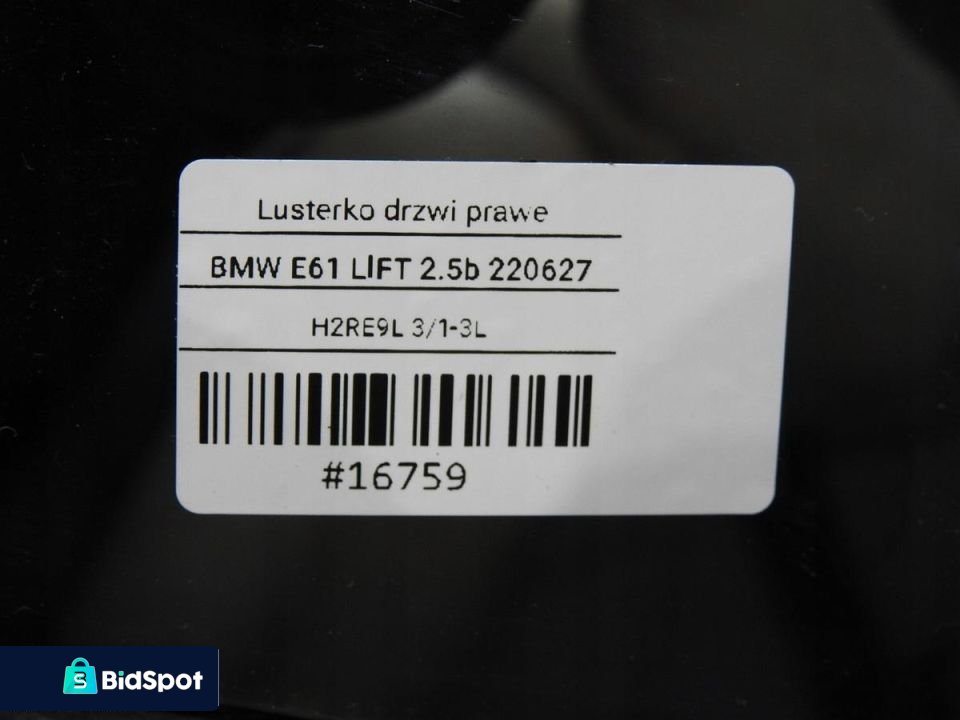 Lusterko drzwi prawe
BMW E61 LIFT 2.5b 220627
H2RE9L 3/1-3L
#16759
BidSpot